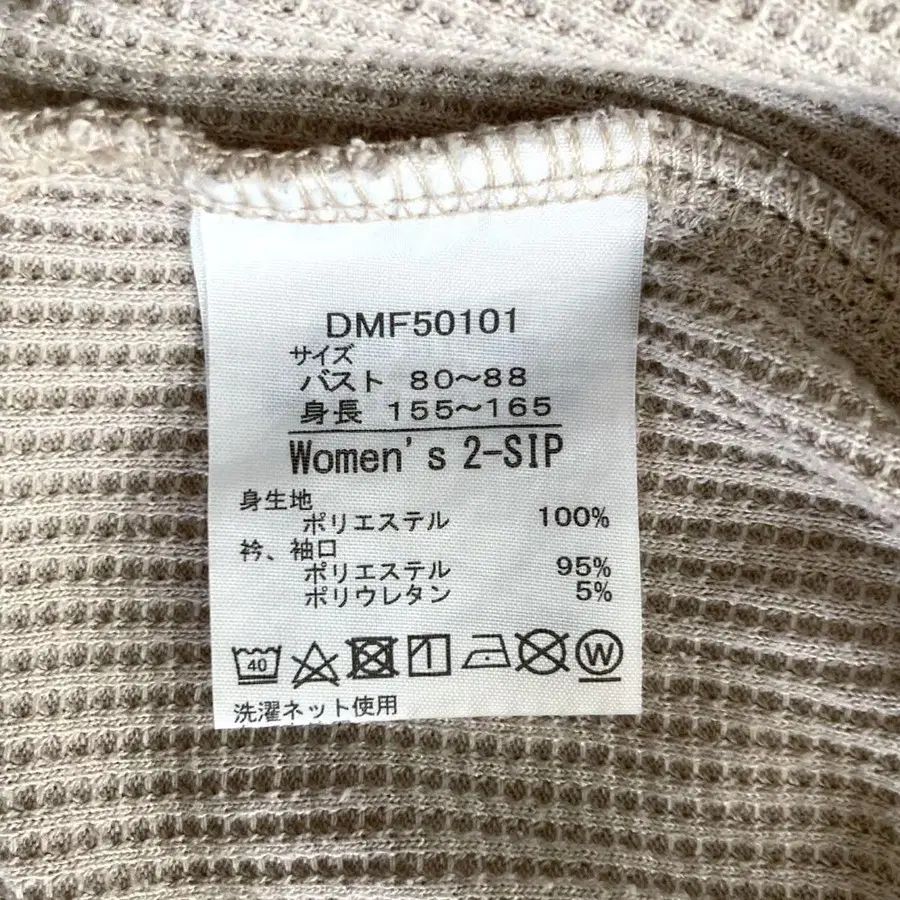 DMF50101
サイズ
バスト 80～88
身長 155～165
Women's 2-SIP
身生地
ポリエステル 100%
衿、袖口
ポリエステル 95%
ポリウレタン 5%
40 W
洗濯ネット使用